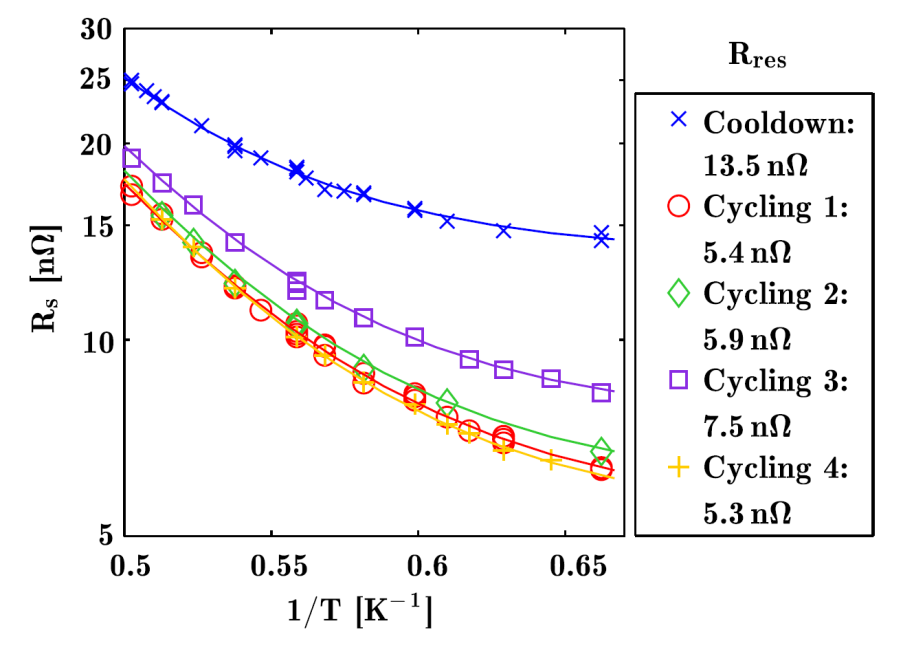 30
25
20
15
10
5
R_s [nΩ]
0.5 0.55 0.6 0.65
1/T [K⁻¹]
R_res
Cooldown:
13.5 nΩ
Cycling 1:
5.4 nΩ
Cycling 2:
5.9 nΩ
Cycling 3:
7.5 nΩ
Cycling 4:
5.3 nΩ